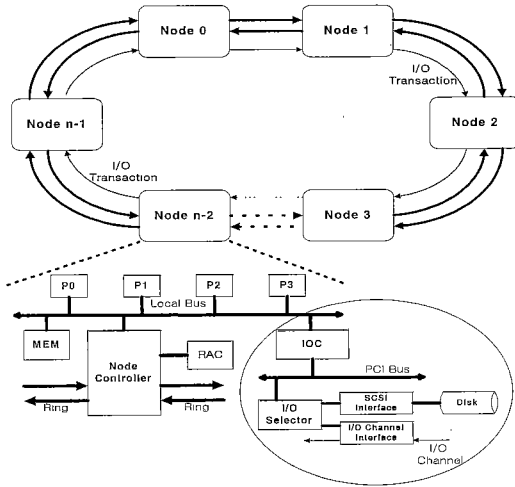 Node 0
Node 1
I/O
Transaction
Node n-1
Node 2
I/O
Transaction
Node n-2
Node 3
P0
P1
P2
P3
Local Bus
MEM
Node
Controller
RAC
IOC
Ring
Ring
PCI Bus
I/O
Selector
SCSI
Interface
Disk
I/O Channel
Interface
I/O
Channel